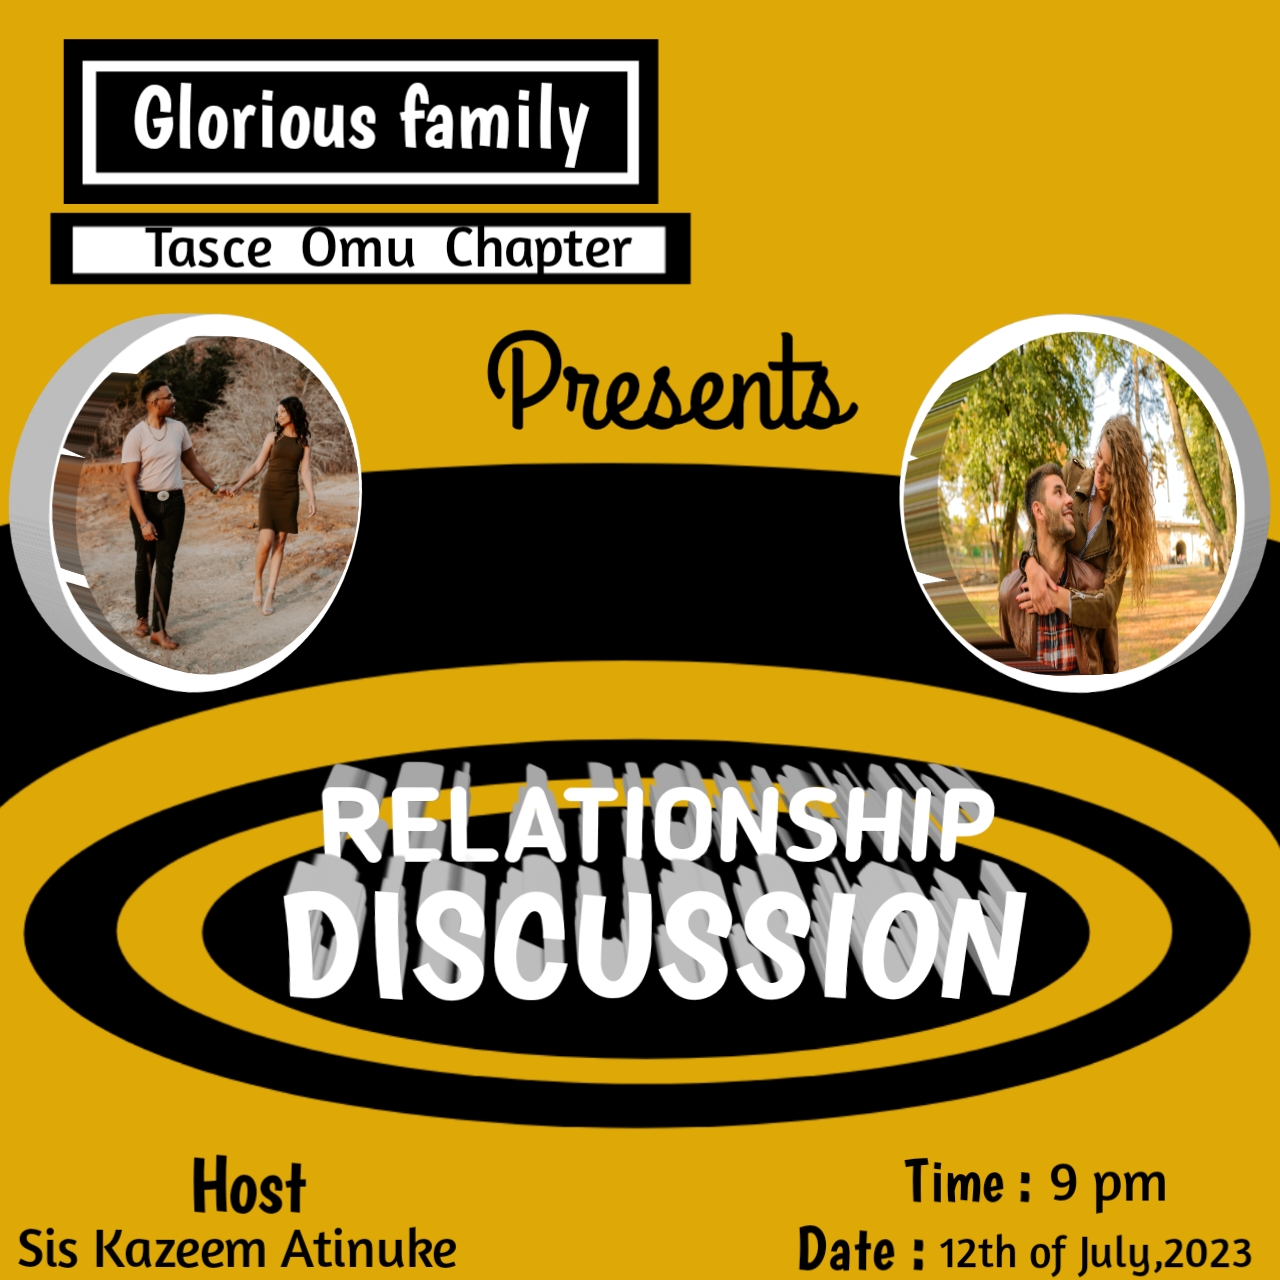 Glorious family
Tasce Omu Chapter
Presents
RELATIONSHIP
DISCUSSION
Host
Sis Kazeem Atinuke
Time : 9 pm
Date : 12th of July,2023